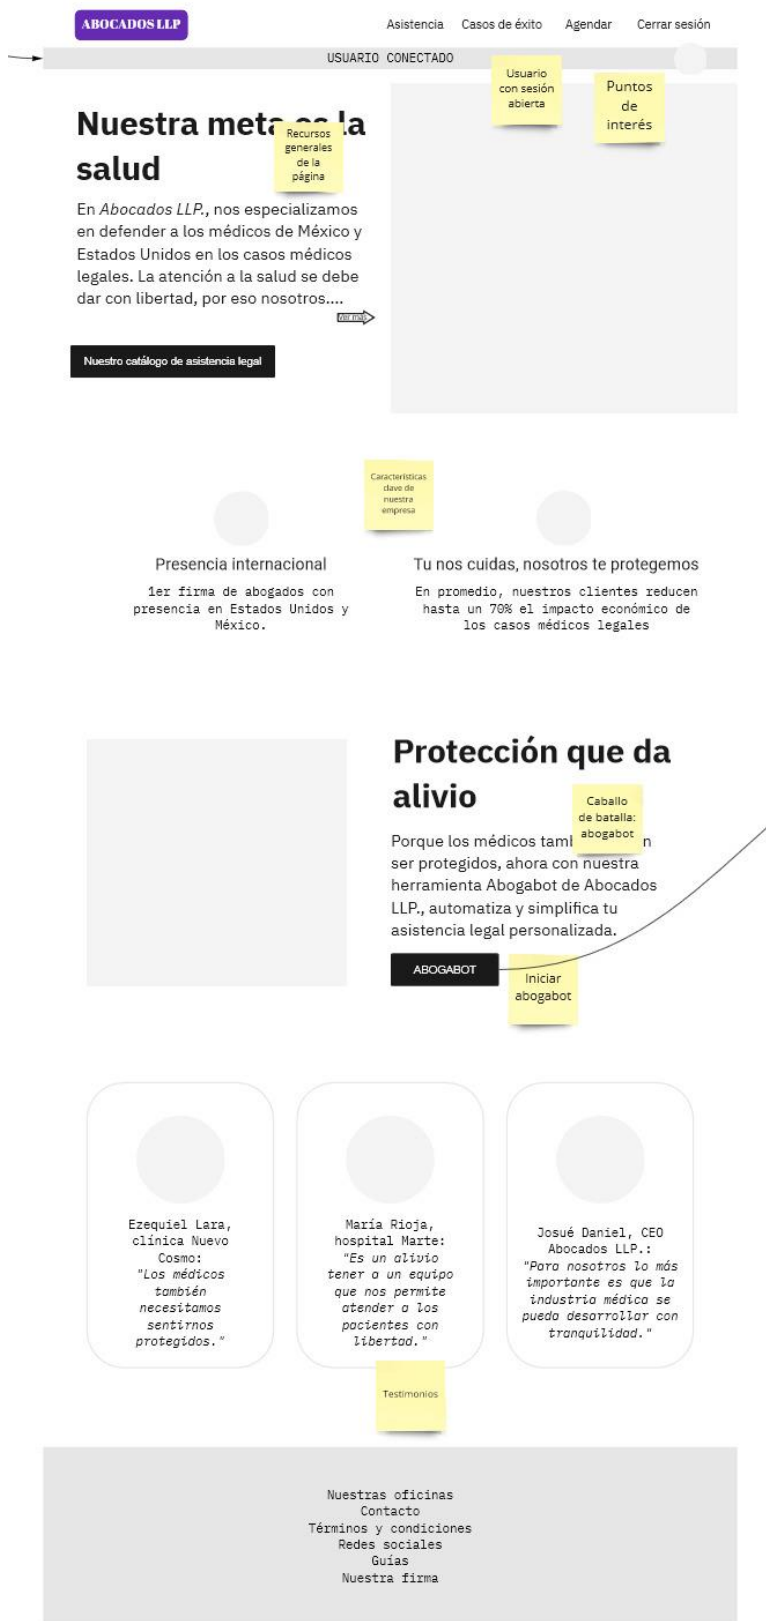 ABOCADOS LLP
Asistencia Casos de éxito Agendar Cerrar sesión
USUARIO CONECTADO
Usuario
con sesión
abierta
Puntos
de
interés
Nuestra meta es la
salud
Recursos
generales
de la
página
En Abocados LLP., nos especializamos
en defender a los médicos de México y
Estados Unidos en los casos médicos
legales. La atención a la salud se debe
dar con libertad, por eso nosotros....
Ver más
Nuestro catálogo de asistencia legal
Características
clave de
nuestra
empresa
Presencia internacional
1er firma de abogados con
presencia en Estados Unidos y
México.
Tu nos cuidas, nosotros te protegemos
En promedio, nuestros clientes reducen
hasta un 70% el impacto económico de
los casos médicos legales
Protección que da
alivio
Caballo
de batalla:
abogabot
Porque los médicos tam n
ser protegidos, ahora con nuestra
herramienta Abogabot de Abocados
LLP., automatiza y simplifica tu
asistencia legal personalizada.
ABOGABOT
Iniciar
abogabot
Ezequiel Lara,
clínica Nuevo
Cosmo:
"Los médicos
también
necesitamos
sentirnos
protegidos."
María Rioja,
hospital Marte:
"Es un alivio
tener a un equipo
que nos permite
atender a los
pacientes con
libertad."
Josué Daniel, CEO
Abocados LLP.:
"Para nosotros lo más
importante es que la
industria médica se
pueda desarrollar con
tranquilidad."
Testimonios
Nuestras oficinas
Contacto
Términos y condiciones
Redes sociales
Guías
Nuestra firma